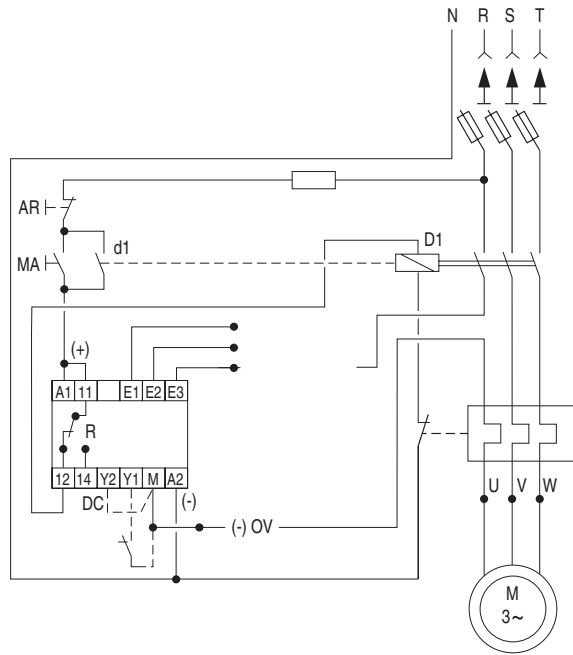 N R S T
AR
MA
d1
D1
(+)
A1 11 E1 E2 E3
R
12 14 Y2 Y1 M A2
DC
(-)
(-) OV
U V W
M
3~